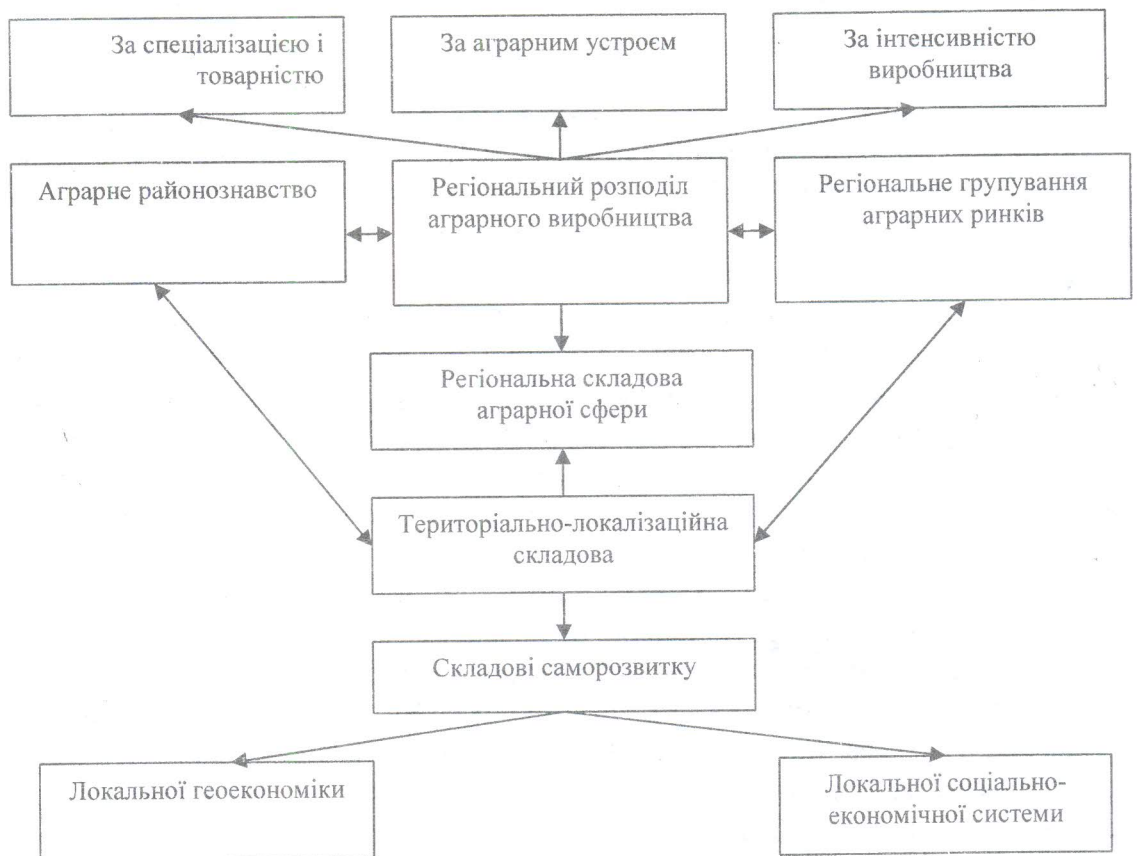 За спеціалізацією і
товарністю
За аграрним устроєм
За інтенсивністю
виробництва
Аграрне районознавство
Регіональний розподіл
аграрного виробництва
Регіональне групування
аграрних ринків
Регіональна складова
аграрної сфери
Територіально-локалізаційна
складова
Складові саморозвитку
Локальної геоекономіки
Локальної соціально-
економічної системи